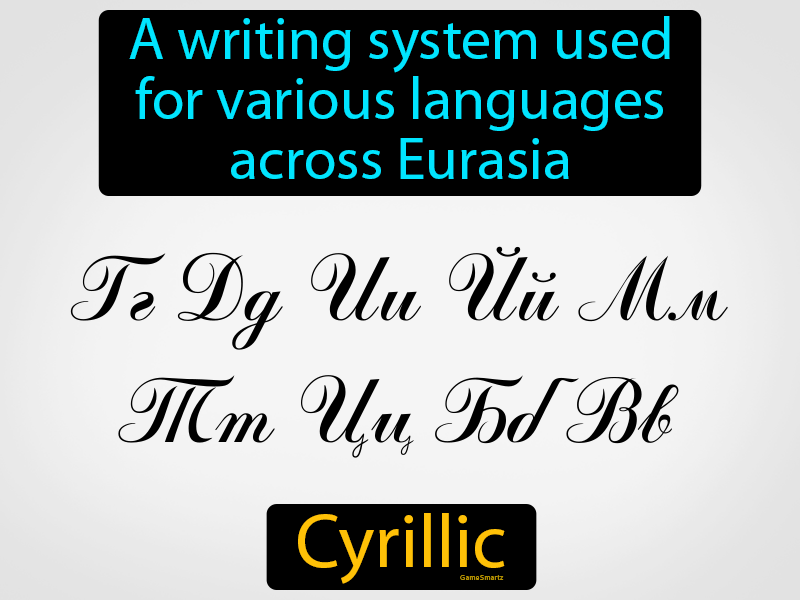 A writing system used
for various languages
across Eurasia
Гг Дд Ии Йй Мм
Тт Цц Бб Вв
Cyrillic
GameSmartz